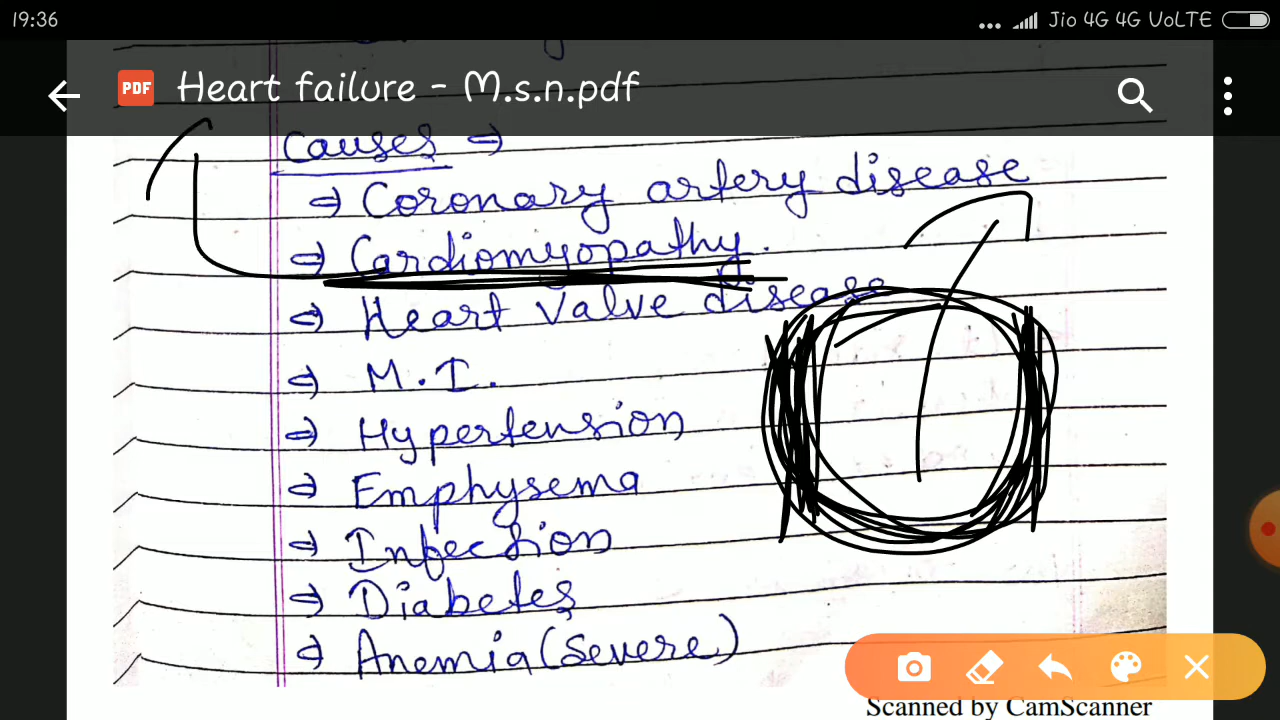 19:36 ... Jio 4G 4G VoLTE
PDF Heart failure - M.s.n.pdf
Causes ⇒
⇒ Coronary artery disease
⇒ Cardiomyopathy.
⇒ Heart Valve disease
⇒ M.I.
⇒ Hypertension
⇒ Emphysema
⇒ Infection
⇒ Diabetes
⇒ Anemia (Severe)
Scanned by CamScanner